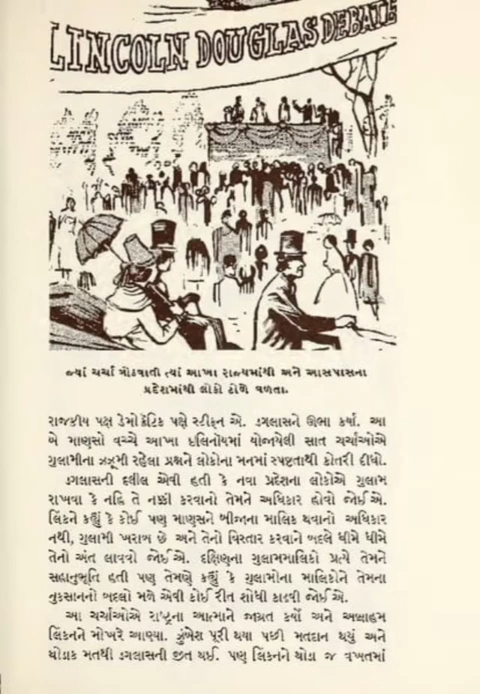 LINCOLN DOUGLAS DEBATE
જ્યાં ચર્ચા ગોઠવાતી ત્યાં આખા રાજ્યમાંથી અને આસપાસના
પ્રદેશમાંથી લોકો ટોળે વળતા.
રાજકીય પક્ષ ડેમોક્રૅટિક પક્ષે સ્ટીફન એ. ડગલાસને ઊભા કર્યા. આ
બે માણસો વચ્ચે આખા ઇલિનૉયમાં યોજાયેલી સાત ચર્ચાઓએ
ગુલામીના ઝઝૂમી રહેલા પ્રશ્નને લોકોના મનમાં સ્પષ્ટતાથી કોતરી દીધો.
ડગલાસની દલીલ એવી હતી કે નવા પ્રદેશના લોકોએ ગુલામ
રાખવા કે નહિ તે નક્કી કરવાનો તેમને અધિકાર હોવો જોઈએ.
લિંકને કહ્યું કે કોઈ પણ માણસને બીજાના માલિક થવાનો અધિકાર
નથી, ગુલામી ખરાબ છે અને તેનો વિસ્તાર કરવાને બદલે ધીમે ધીમે
તેનો અંત લાવવો જોઈએ. દક્ષિણના ગુલામમાલિકો પ્રત્યે તેમને
સહાનુભૂતિ હતી પણ તેમણે કહ્યું કે ગુલામીના માલિકોને તેમના
નુકસાનનો બદલો મળે એવી કોઈ રીત શોધી કાઢવી જોઈએ.
આ ચર્ચાઓએ રાષ્ટ્રના આત્માને જાગ્રત કર્યો અને અબ્રાહમ
લિંકનને મોખરે આણ્યા. ઝુંબેશ પૂરી થયા પછી મતદાન થયું અને
થોડાક મતથી ડગલાસની જીત થઈ. પણ લિંકનને થોડા જ વખતમાં